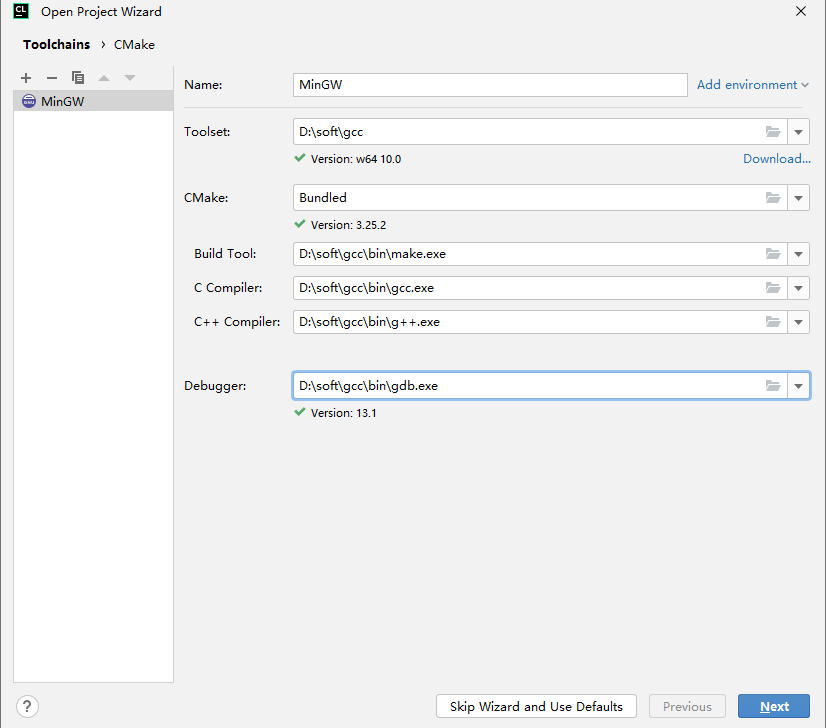 CL Open Project Wizard
Toolchains › CMake
MinGW
Name: MinGW Add environment
Toolset: D:\soft\gcc
Version: w64 10.0 Download...
CMake: Bundled
Version: 3.25.2
Build Tool: D:\soft\gcc\bin\make.exe
C Compiler: D:\soft\gcc\bin\gcc.exe
C++ Compiler: D:\soft\gcc\bin\g++.exe
Debugger: D:\soft\gcc\bin\gdb.exe
Version: 13.1
? Skip Wizard and Use Defaults Previous Next